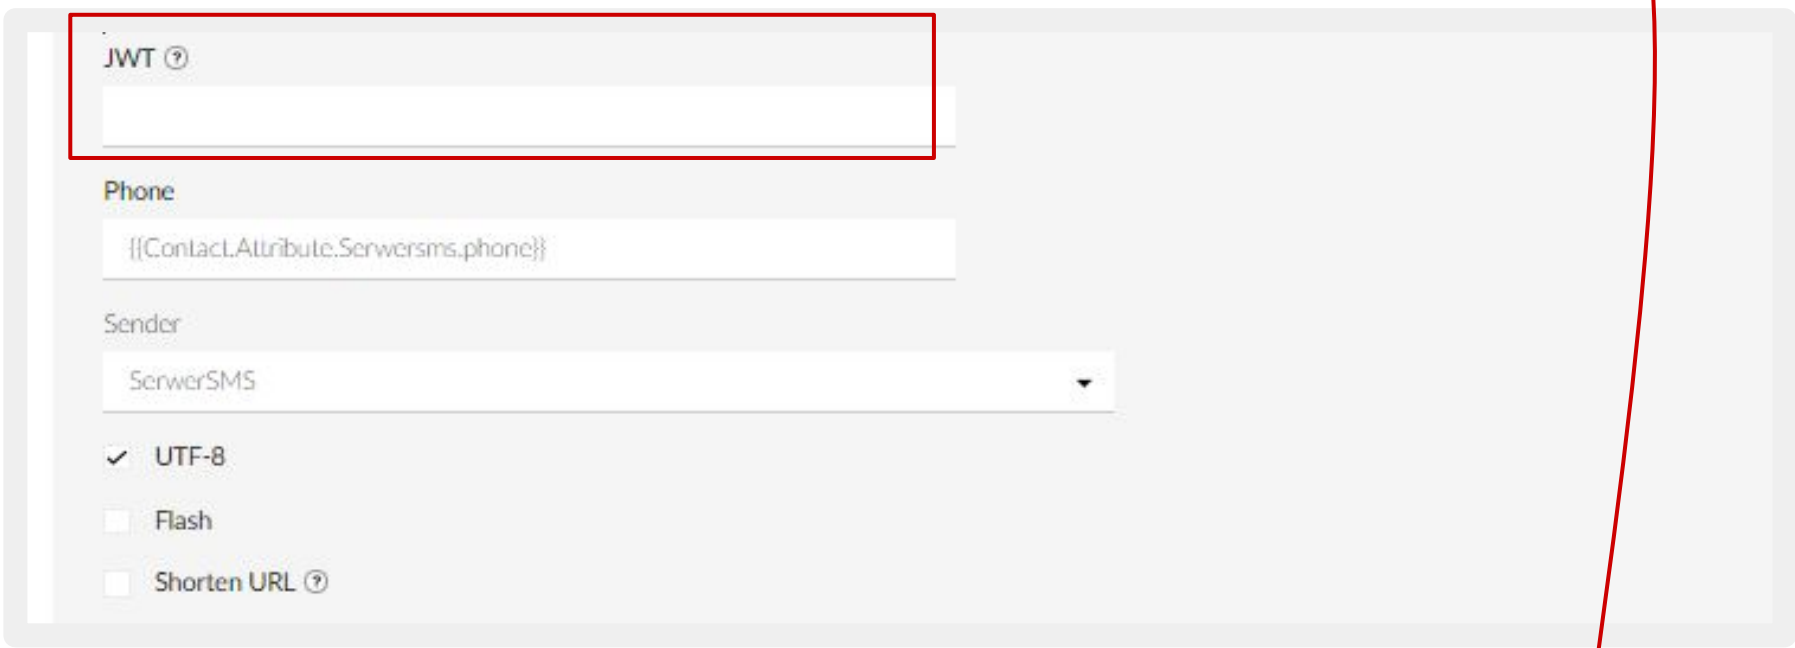 JWT ?
Phone
{{Contact.Attribute.Serwersms.phone}}
Sender
SerwerSMS
UTF-8
Flash
Shorten URL ?